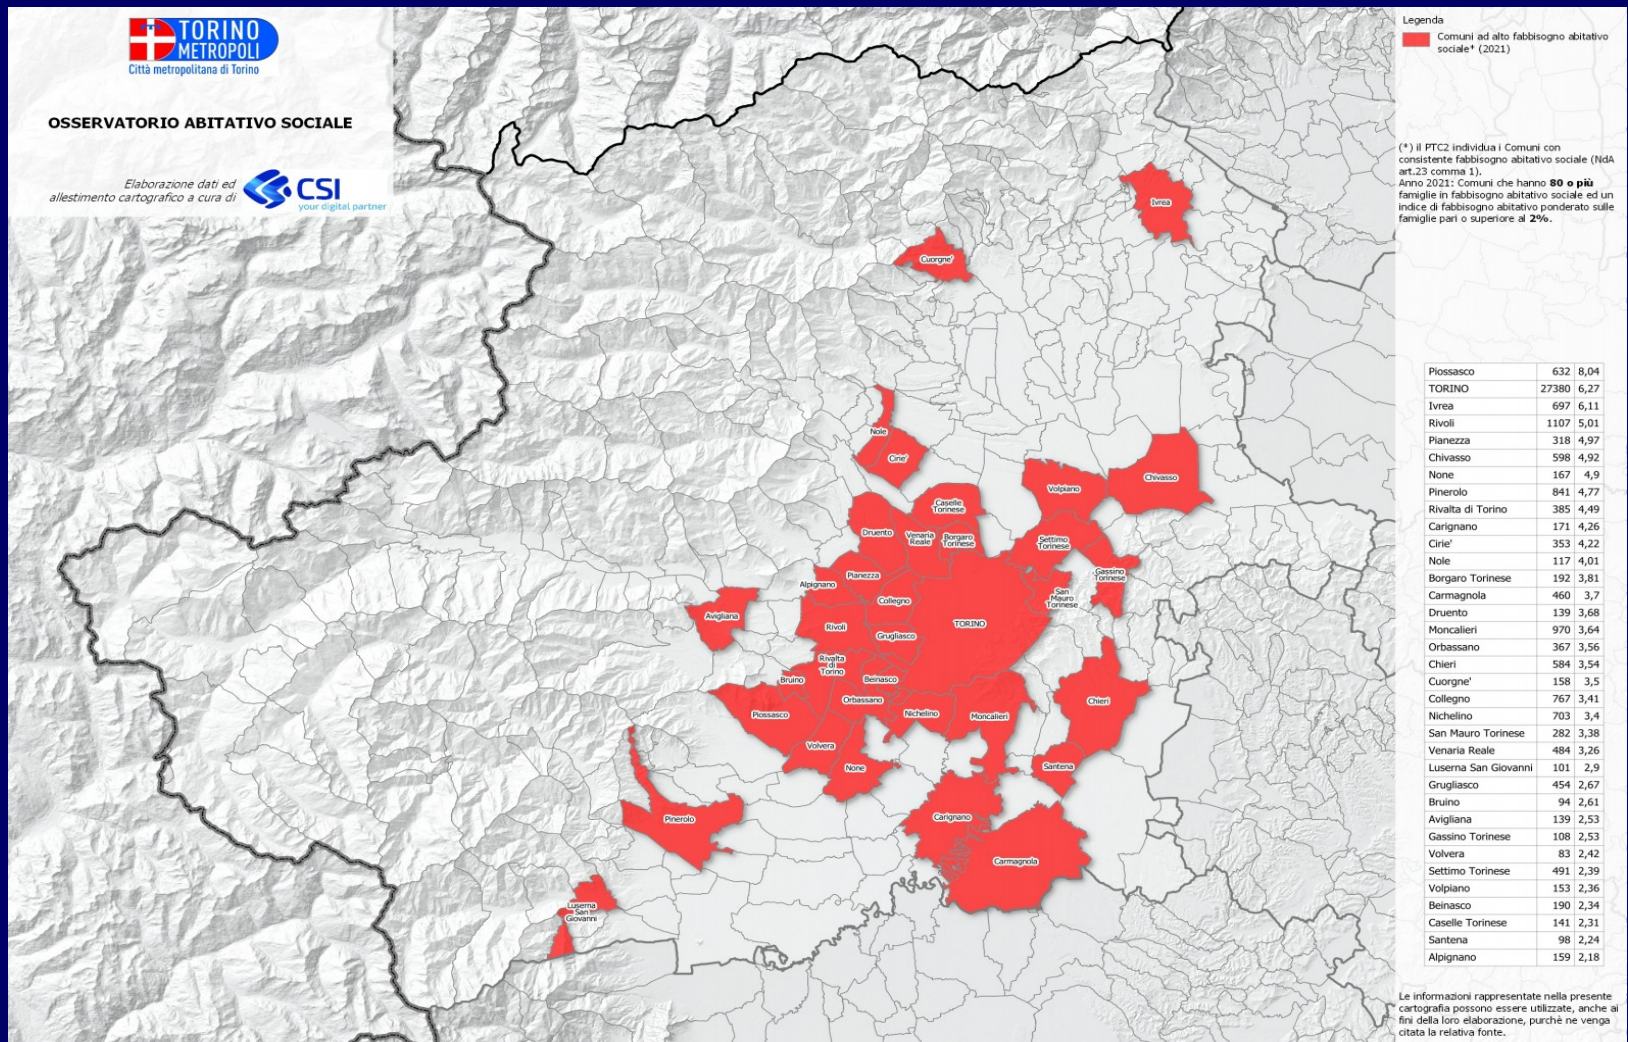 TORINO
METROPOLI
Città metropolitana di Torino
OSSERVATORIO ABITATIVO SOCIALE
Elaborazione dati ed
allestimento cartografico a cura di
CSI
your digital partner
Legenda
Comuni ad alto fabbisogno abitativo
sociale* (2021)
(*) il PTC2 individua i Comuni con
consistente fabbisogno abitativo sociale (NdA
art.23 comma 1).
Anno 2021: Comuni che hanno 80 o più
famiglie in fabbisogno abitativo sociale ed un
indice di fabbisogno abitativo ponderato sulle
famiglie pari o superiore al 2%.
Ivrea
Cuorgne'
Nole
Cirie'
Chivasso
Volpiano
Caselle
Torinese
Druento
Venaria
Reale
Borgaro
Torinese
Settimo
Torinese
Gassino
Torinese
Pianezza
Alpignano
Collegno
San
Mauro
Torinese
Avigliana
Rivoli
TORINO
Grugliasco
Rivalta
di
Torino
Bruino
Beinasco
Orbassano
Chieri
Piossasco
Nichelino
Moncalieri
Volvera
None
Santena
Pinerolo
Carignano
Carmagnola
Luserna
San
Giovanni
Piossasco 632 8,04
TORINO 27380 6,27
Ivrea 697 6,11
Rivoli 1107 5,01
Pianezza 318 4,97
Chivasso 598 4,92
None 167 4,9
Pinerolo 841 4,77
Rivalta di Torino 385 4,49
Carignano 171 4,26
Cirie' 353 4,22
Nole 117 4,01
Borgaro Torinese 192 3,81
Carmagnola 460 3,7
Druento 139 3,68
Moncalieri 970 3,64
Orbassano 367 3,56
Chieri 584 3,54
Cuorgne' 158 3,5
Collegno 767 3,41
Nichelino 703 3,4
San Mauro Torinese 282 3,38
Venaria Reale 484 3,26
Luserna San Giovanni 101 2,9
Grugliasco 454 2,67
Bruino 94 2,61
Avigliana 139 2,53
Gassino Torinese 108 2,53
Volvera 83 2,42
Settimo Torinese 491 2,39
Volpiano 153 2,36
Beinasco 190 2,34
Caselle Torinese 141 2,31
Santena 98 2,24
Alpignano 159 2,18
Le informazioni rappresentate nella presente
cartografia possono essere utilizzate, anche ai
fini della loro elaborazione, purchè ne venga
citata la relativa fonte.